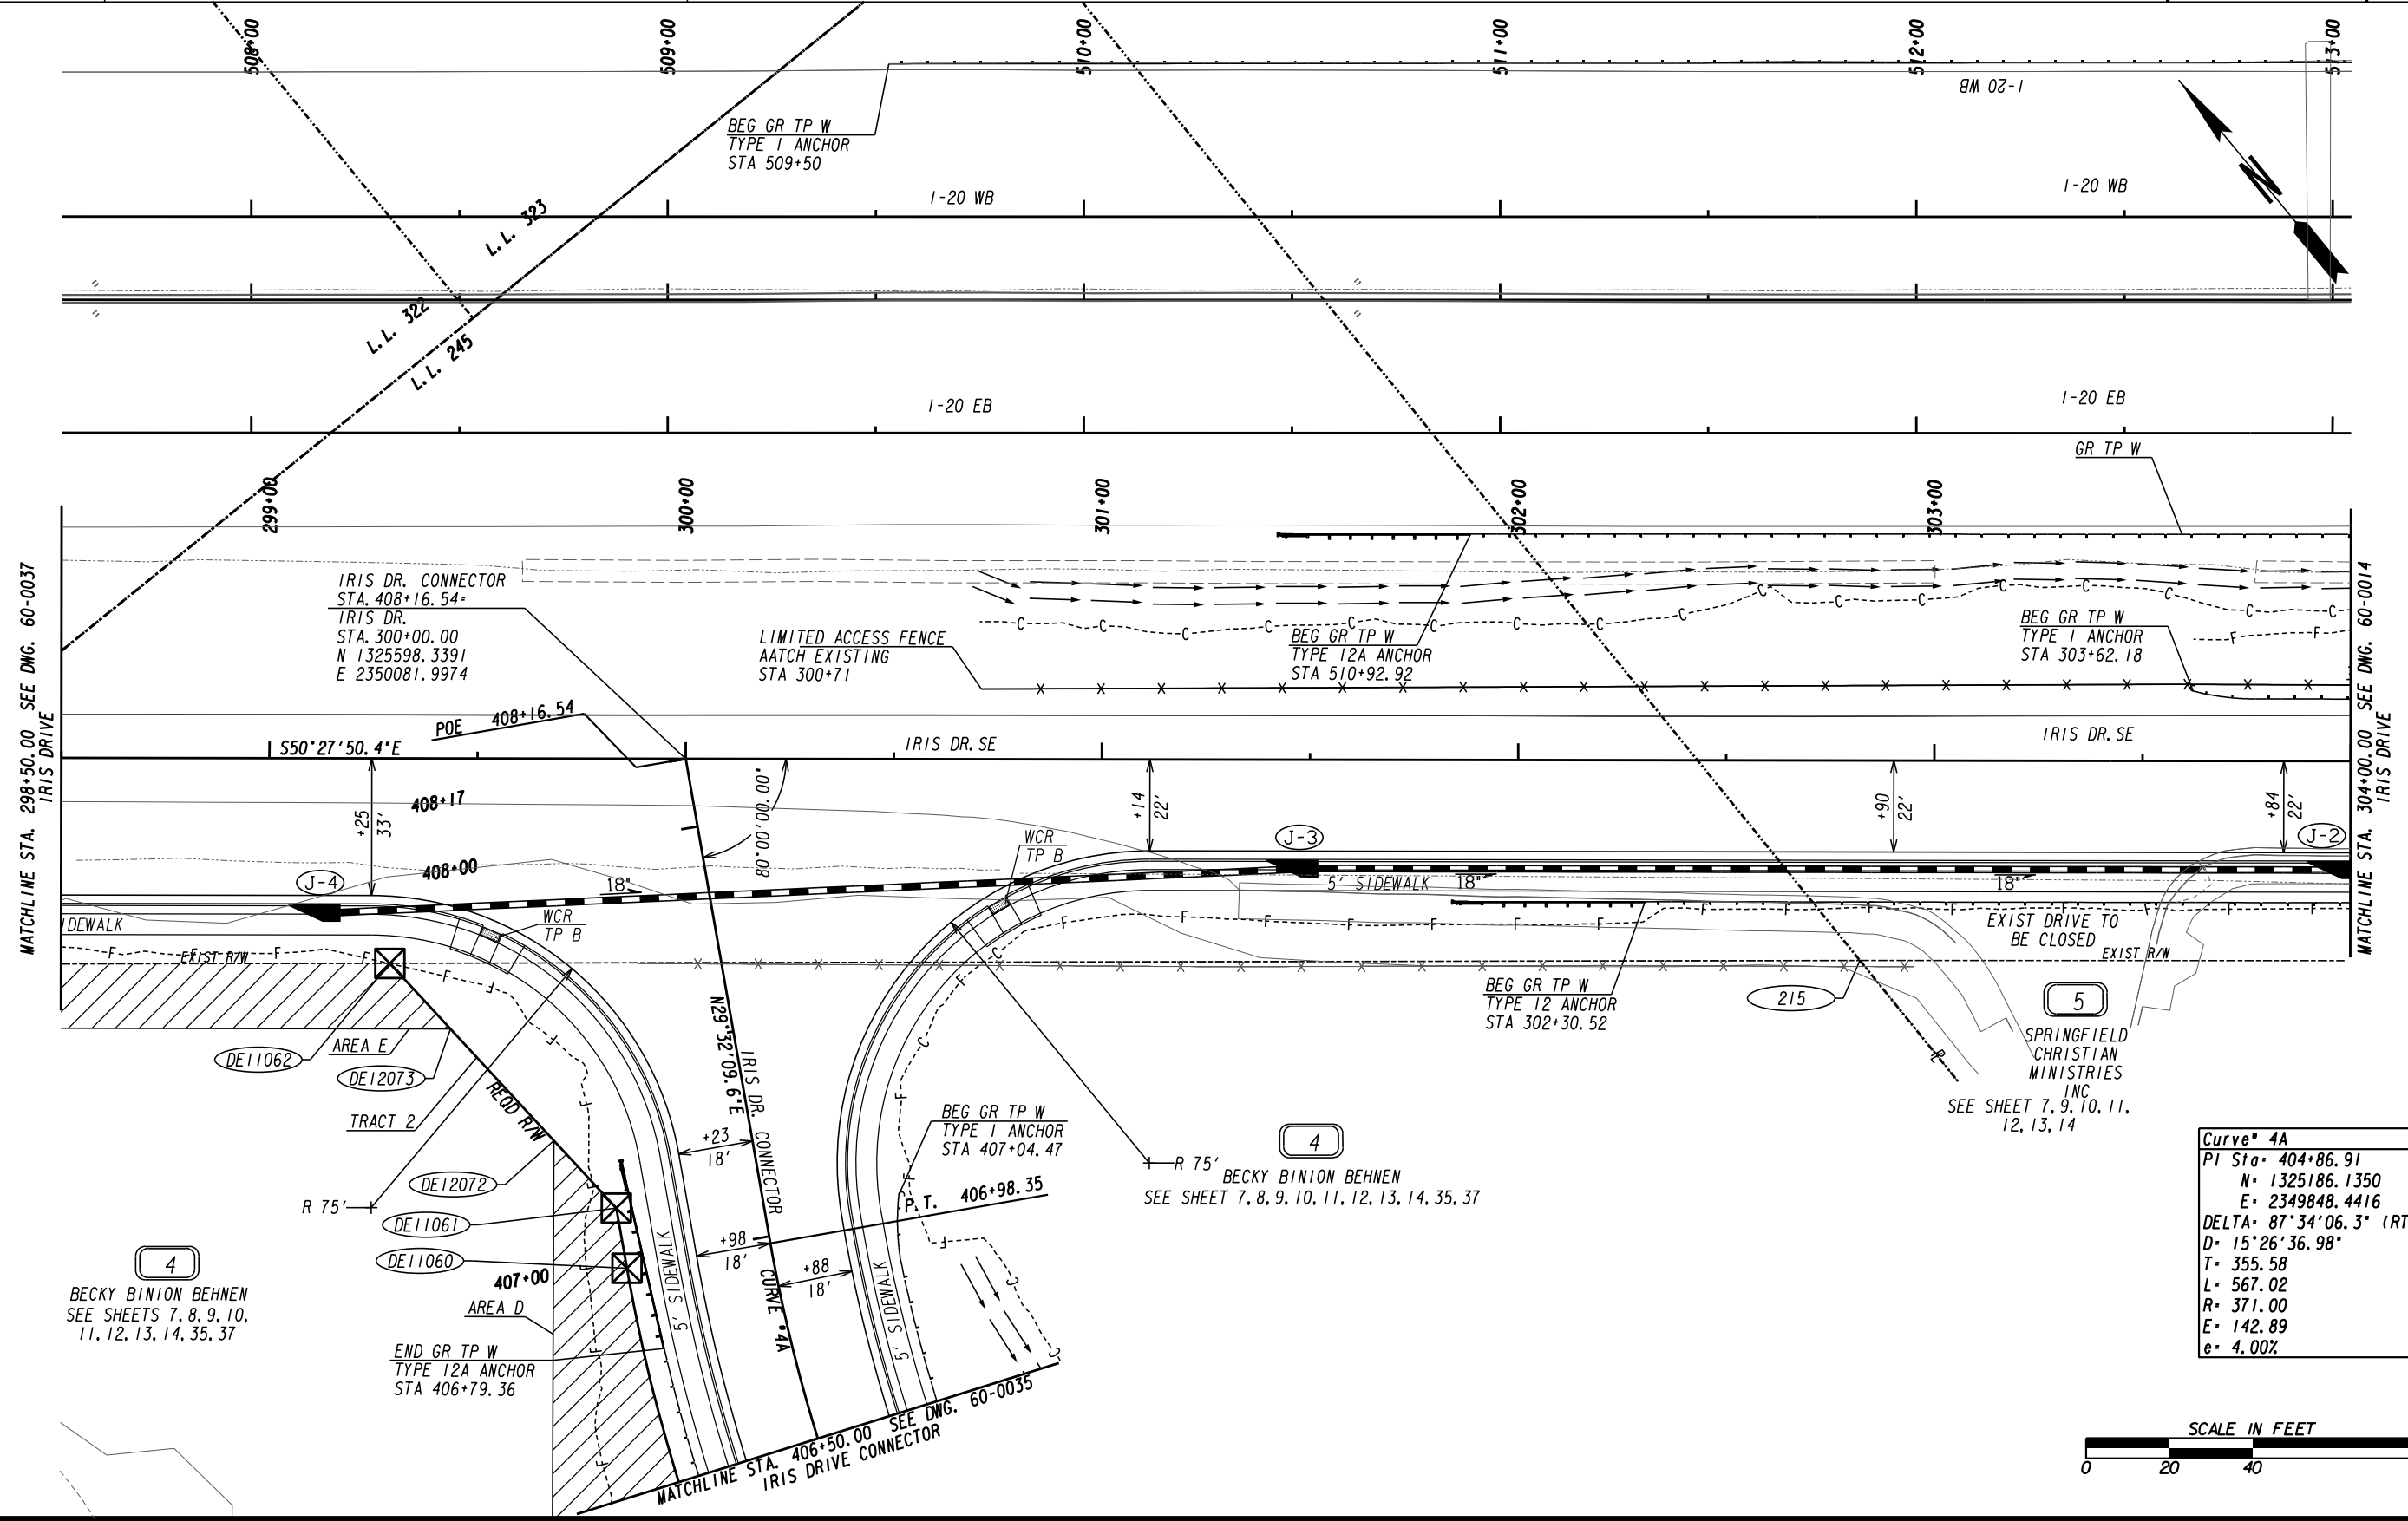 508+00
509+00
510+00
511+00
512+00
513+00
I-20 WB
BEG GR TP W
TYPE I ANCHOR
STA 509+50
I-20 WB
I-20 WB
N
L.L. 323
L.L. 322
L.L. 245
I-20 EB
I-20 EB
GR TP W
299+00
300+00
301+00
302+00
303+00
MATCHLINE STA. 298+50.00 SEE DWG. 60-0037
IRIS DRIVE
IRIS DR. CONNECTOR
STA. 408+16.54=
IRIS DR.
STA. 300+00.00
N 1325598.3391
E 2350081.9974
LIMITED ACCESS FENCE
AATCH EXISTING
STA 300+71
BEG GR TP W
TYPE 12A ANCHOR
STA 510+92.92
BEG GR TP W
TYPE I ANCHOR
STA 303+62.18
MATCHLINE STA. 304+00.00 SEE DWG. 60-0014
IRIS DRIVE
C C C C C C C C C C C C C C C C C
F F
X X X X X X X X X X X X X X X X X X X X X X
POE 408+16.54
S50°27'50.4"E
IRIS DR. SE
IRIS DR. SE
+25
33'
408+17
408+00
80°00'00.00"
+14
22'
+90
22'
+84
22'
J-4
J-3
J-2
WCR
TP B
WCR
TP B
18"
18"
18"
5' SIDEWALK
IDEWALK
EXIST R/W
EXIST DRIVE TO
BE CLOSED
EXIST R/W
BEG GR TP W
TYPE 12 ANCHOR
STA 302+30.52
215
5
SPRINGFIELD
CHRISTIAN
MINISTRIES
INC
SEE SHEET 7, 9, 10, 11,
12, 13, 14
DE11062
AREA E
DE12073
TRACT 2
REQD R/W
N29°32'09.6"E
IRIS DR. CONNECTOR
+23
18'
BEG GR TP W
TYPE I ANCHOR
STA 407+04.47
R 75'
4
BECKY BINION BEHNEN
SEE SHEET 7, 8, 9, 10, 11, 12, 13, 14, 35, 37
DE12072
R 75'
DE11061
DE11060
407+00
P.T. 406+98.35
+98
18'
+88
18'
CURVE #4A
5' SIDEWALK
5' SIDEWALK
4
BECKY BINION BEHNEN
SEE SHEETS 7, 8, 9, 10,
11, 12, 13, 14, 35, 37
AREA D
END GR TP W
TYPE 12A ANCHOR
STA 406+79.36
MATCHLINE STA. 406+50.00 SEE DWG. 60-0035
IRIS DRIVE CONNECTOR
Curve# 4A
PI Sta= 404+86.91
N= 1325186.1350
E= 2349848.4416
DELTA= 87°34'06.3" (RT
D= 15°26'36.98"
T= 355.58
L= 567.02
R= 371.00
E= 142.89
e= 4.00%
SCALE IN FEET
0 20 40